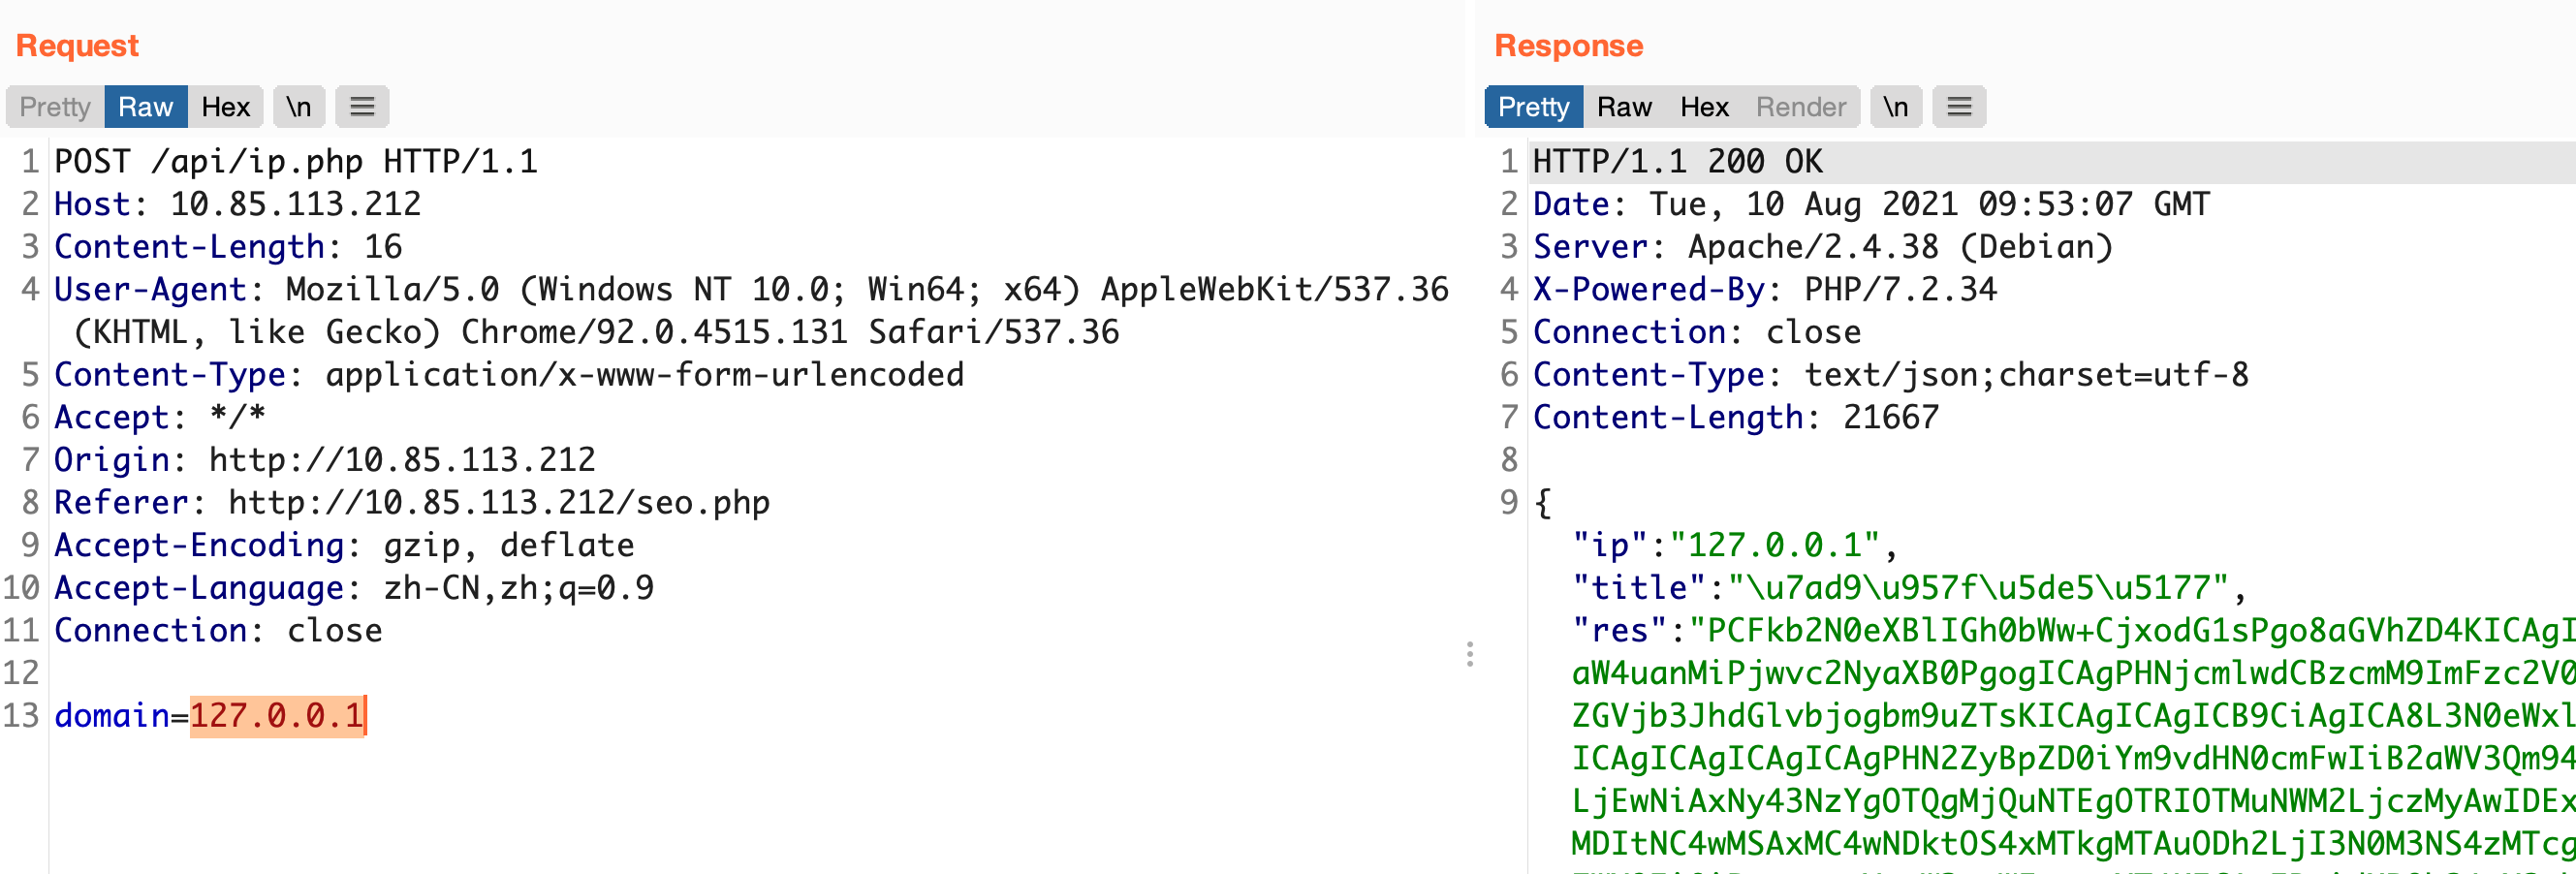 Request
Pretty Raw Hex \n
1 POST /api/ip.php HTTP/1.1
2 Host: 10.85.113.212
3 Content-Length: 16
4 User-Agent: Mozilla/5.0 (Windows NT 10.0; Win64; x64) AppleWebKit/537.36
(KHTML, like Gecko) Chrome/92.0.4515.131 Safari/537.36
5 Content-Type: application/x-www-form-urlencoded
6 Accept: */*
7 Origin: http://10.85.113.212
8 Referer: http://10.85.113.212/seo.php
9 Accept-Encoding: gzip, deflate
10 Accept-Language: zh-CN,zh;q=0.9
11 Connection: close
12
13 domain=127.0.0.1
Response
Pretty Raw Hex Render \n
1 HTTP/1.1 200 OK
2 Date: Tue, 10 Aug 2021 09:53:07 GMT
3 Server: Apache/2.4.38 (Debian)
4 X-Powered-By: PHP/7.2.34
5 Connection: close
6 Content-Type: text/json;charset=utf-8
7 Content-Length: 21667
8
9 {
"ip":"127.0.0.1",
"title":"\u7ad9\u957f\u5de5\u5177",
"res":"PCFkb2N0eXBlIGh0bWw+CjxodG1sPgo8aGVhZD4KICAgI
aW4uanMiPjwvc2NyaXB0PgogICAgPHNjcmlwdCBzcmM9ImFzc2V0
ZGVjb3JhdGlvbjogbm9uZTsKICAgICAgICB9CiAgICA8L3N0eWxl
ICAgICAgICAgICAgPHN2ZyBpZD0iYm9vdHN0cmFwIiB2aWV3Qm94
LjEwNiAxNy43NzYgOTQgMjQuNTEgOTRIOTMuNWM2LjczMyAwIDEx
MDItNC4wMSAxMC4wNDktOS4xMTkgMTAuODh2LjI3N0M3NS4zMTcg